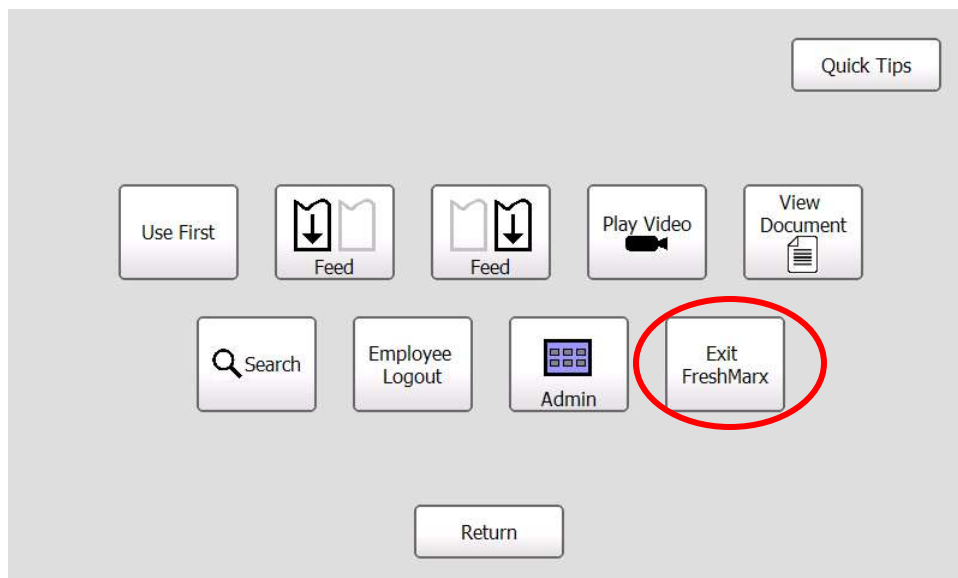 Quick Tips
Use First
Feed
Feed
Play Video
View
Document
Search
Employee
Logout
Admin
Exit
FreshMarx
Return